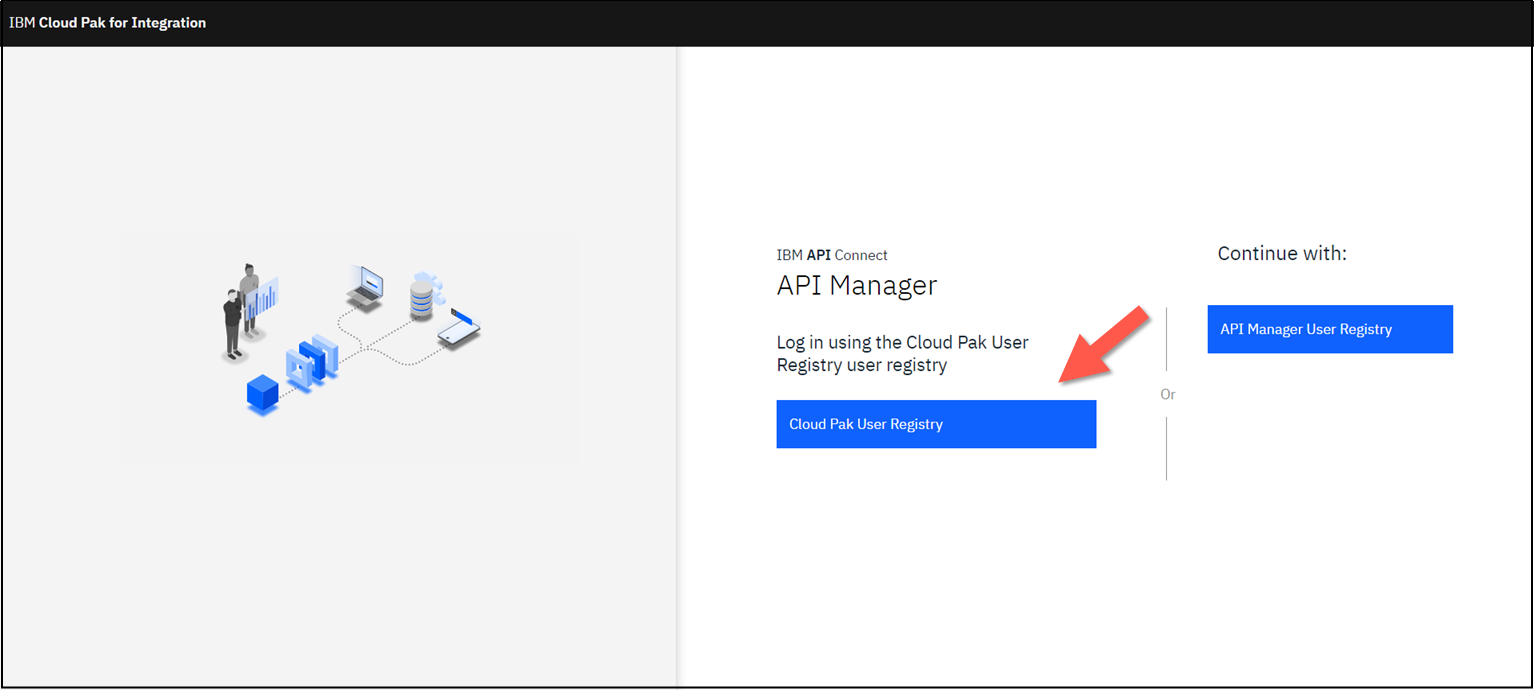 IBM Cloud Pak for Integration
IBM API Connect
API Manager
Log in using the Cloud Pak User
Registry user registry
Cloud Pak User Registry
Or
Continue with:
API Manager User Registry